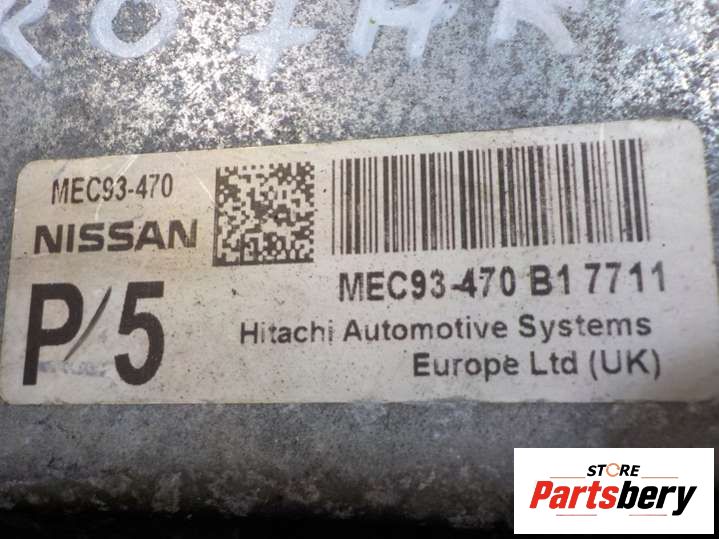 MEC93-470
NISSAN
P/5
MEC93-470 B1 7711
Hitachi Automotive Systems
Europe Ltd (UK)
STORE
Partsbery